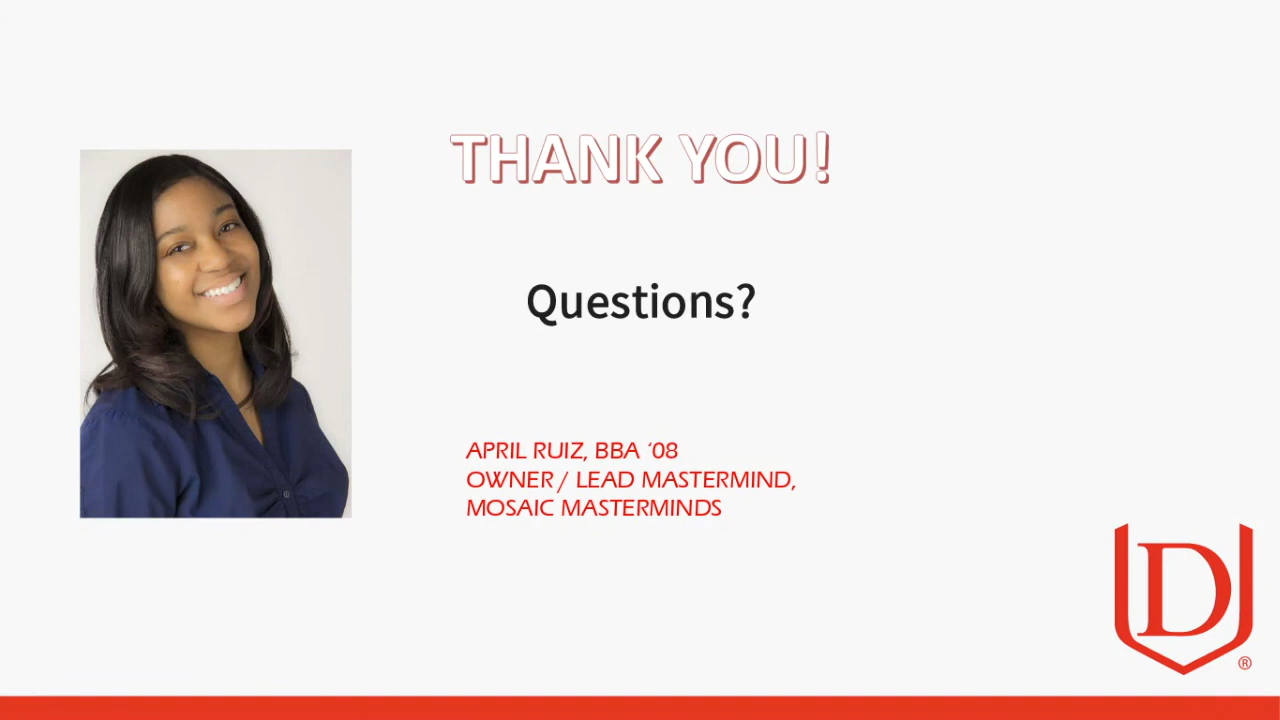 THANK YOU!
Questions?
APRIL RUIZ, BBA ‘08
OWNER / LEAD MASTERMIND,
MOSAIC MASTERMINDS
D
®